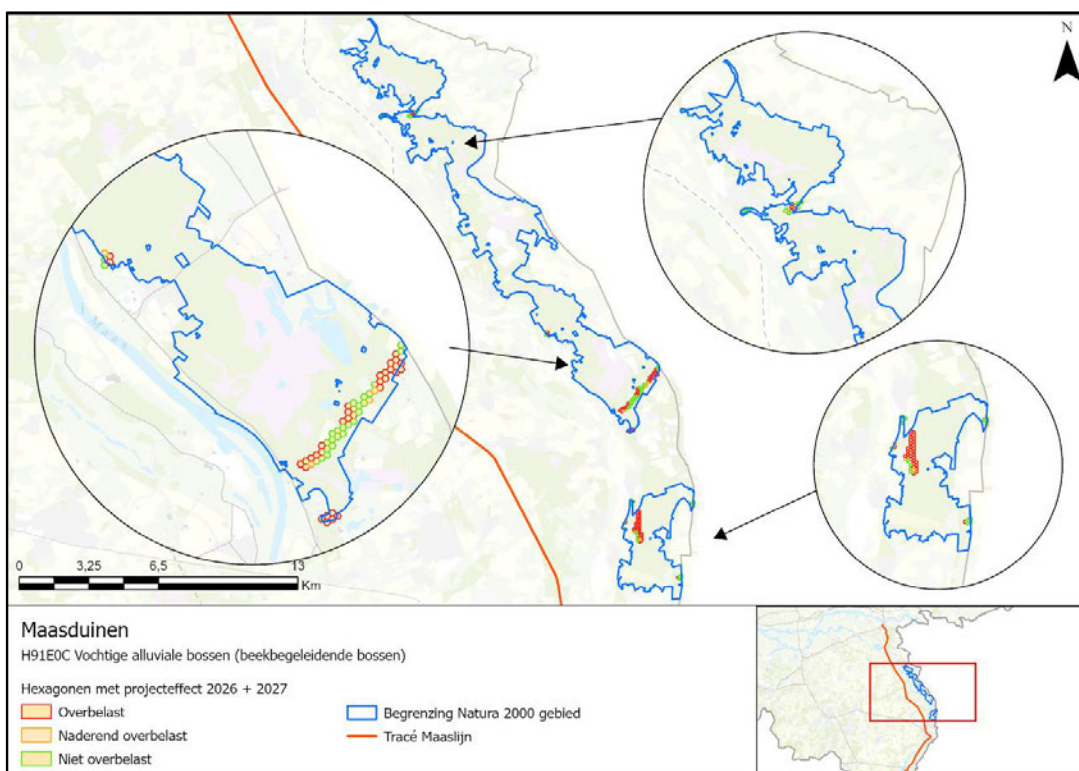 N
Maas
0 3,25 6,5 13
Km
Maasduinen
H91E0C Vochtige alluviale bossen (beekbegeleidende bossen)
Hexagonen met projecteffect 2026 + 2027
Overbelast
Naderend overbelast
Niet overbelast
Begrenzing Natura 2000 gebied
Tracé Maaslijn